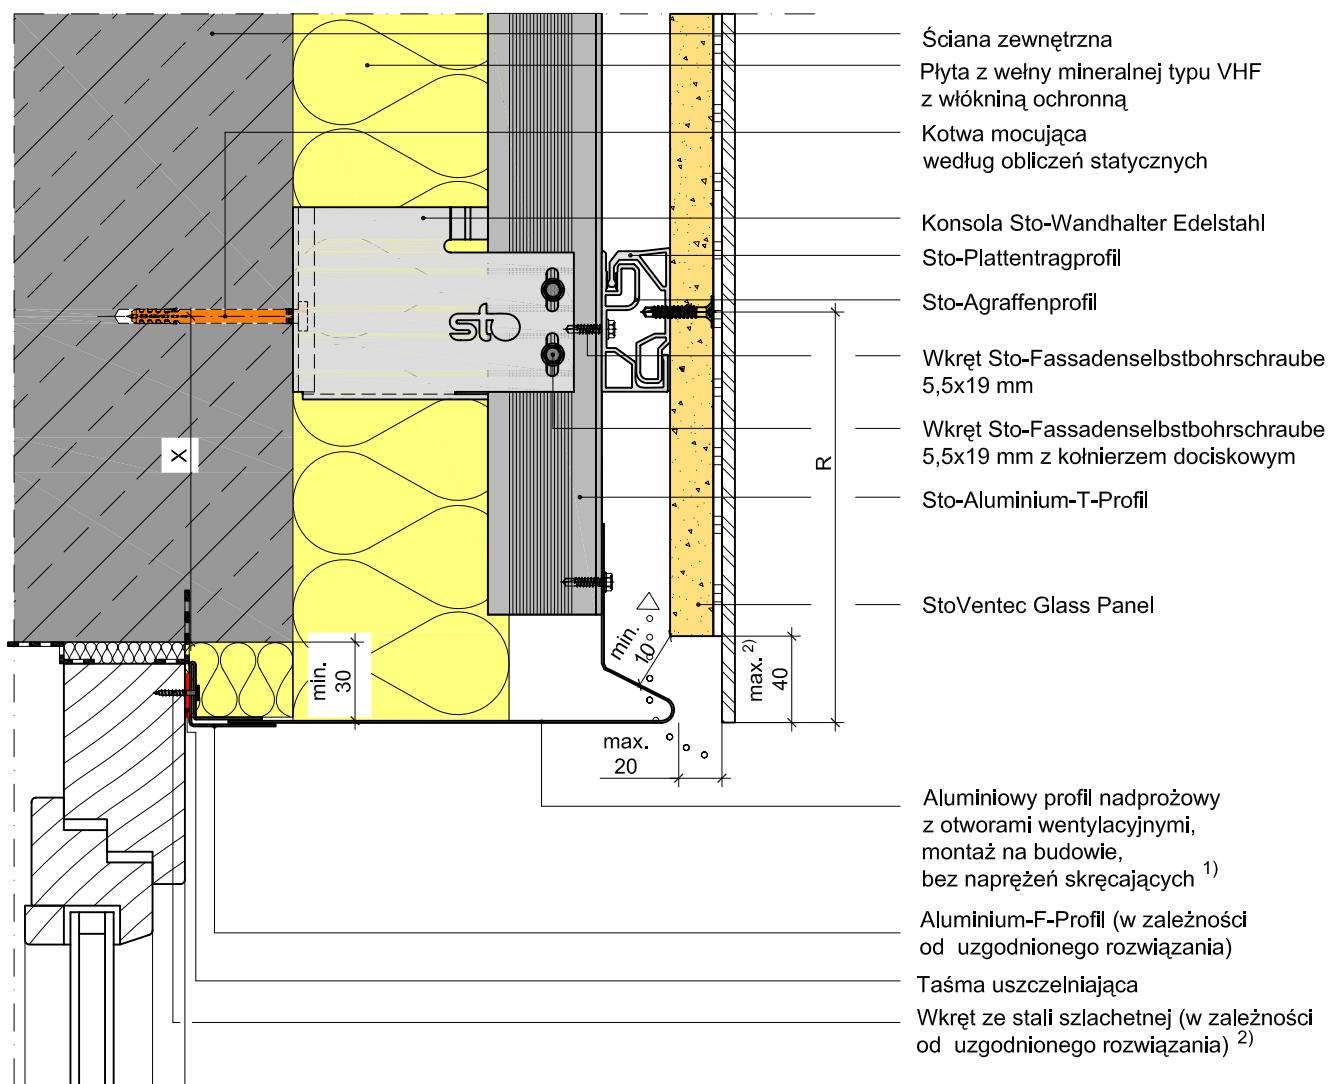 Ściana zewnętrzna
Płyta z wełny mineralnej typu VHF
z włókniną ochronną
Kotwa mocująca
według obliczeń statycznych
Konsola Sto-Wandhalter Edelstahl
Sto-Plattentragprofil
Sto-Agraffenprofil
Wkręt Sto-Fassadenselbstbohrschraube
5,5x19 mm
Wkręt Sto-Fassadenselbstbohrschraube
5,5x19 mm z kołnierzem dociskowym
Sto-Aluminium-T-Profil
StoVentec Glass Panel
sto
X
R
min.
30
min.
10
max. 2)
40
max.
20
Aluminiowy profil nadprożowy
z otworami wentylacyjnymi,
montaż na budowie,
bez naprężeń skręcających 1)
Aluminium-F-Profil (w zależności
od uzgodnionego rozwiązania)
Taśma uszczelniająca
Wkręt ze stali szlachetnej (w zależności
od uzgodnionego rozwiązania) 2)